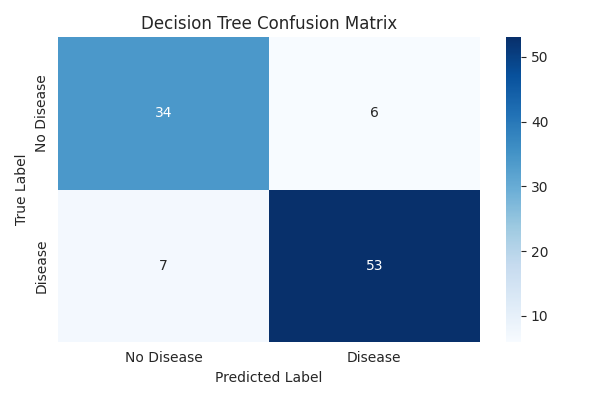 Decision Tree Confusion Matrix
True Label
No Disease
Disease
34
6
7
53
No Disease
Disease
Predicted Label
50
40
30
20
10